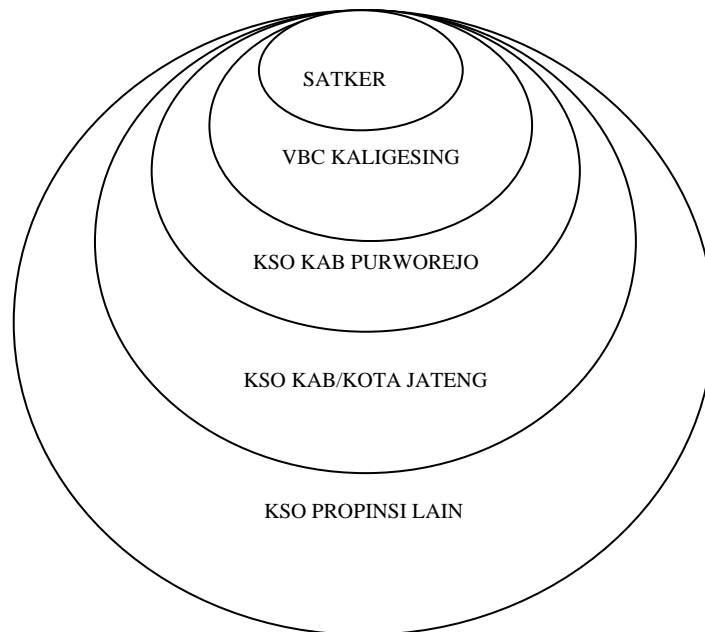 SATKER
VBC KALIGESING
KSO KAB PURWOREJO
KSO KAB/KOTA JATENG
KSO PROPINSI LAIN